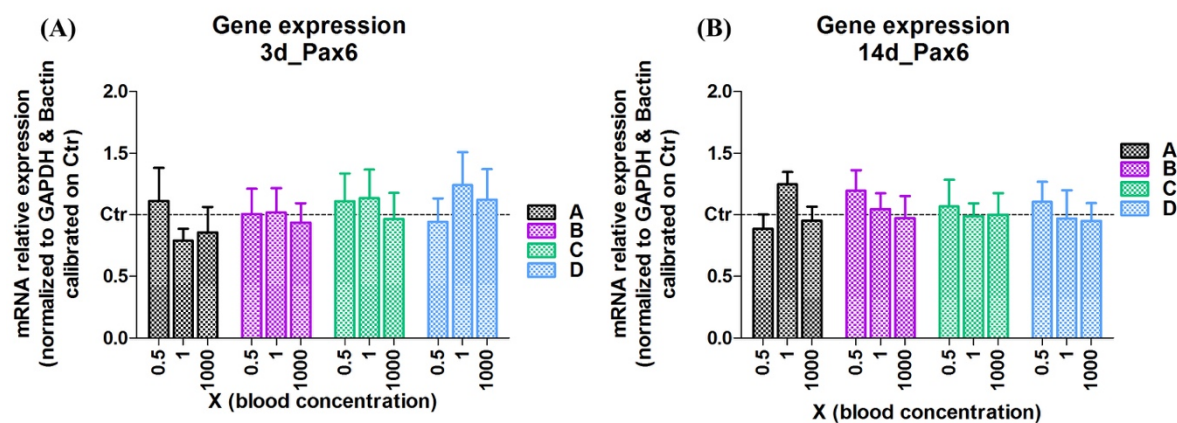 (A)
Gene expression
3d_Pax6
mRNA relative expression
(normalized to GAPDH & Bactin
calibrated on Ctr)
2.0
1.5
Ctr
0.5
0.0
0.5
1
1000
0.5
1
1000
0.5
1
1000
0.5
1
1000
X (blood concentration)
A
B
C
D
(B)
Gene expression
14d_Pax6
mRNA relative expression
(normalized to GAPDH & Bactin
calibrated on Ctr)
2.0
1.5
Ctr
0.5
0.0
0.5
1
1000
0.5
1
1000
0.5
1
1000
0.5
1
1000
X (blood concentration)
A
B
C
D